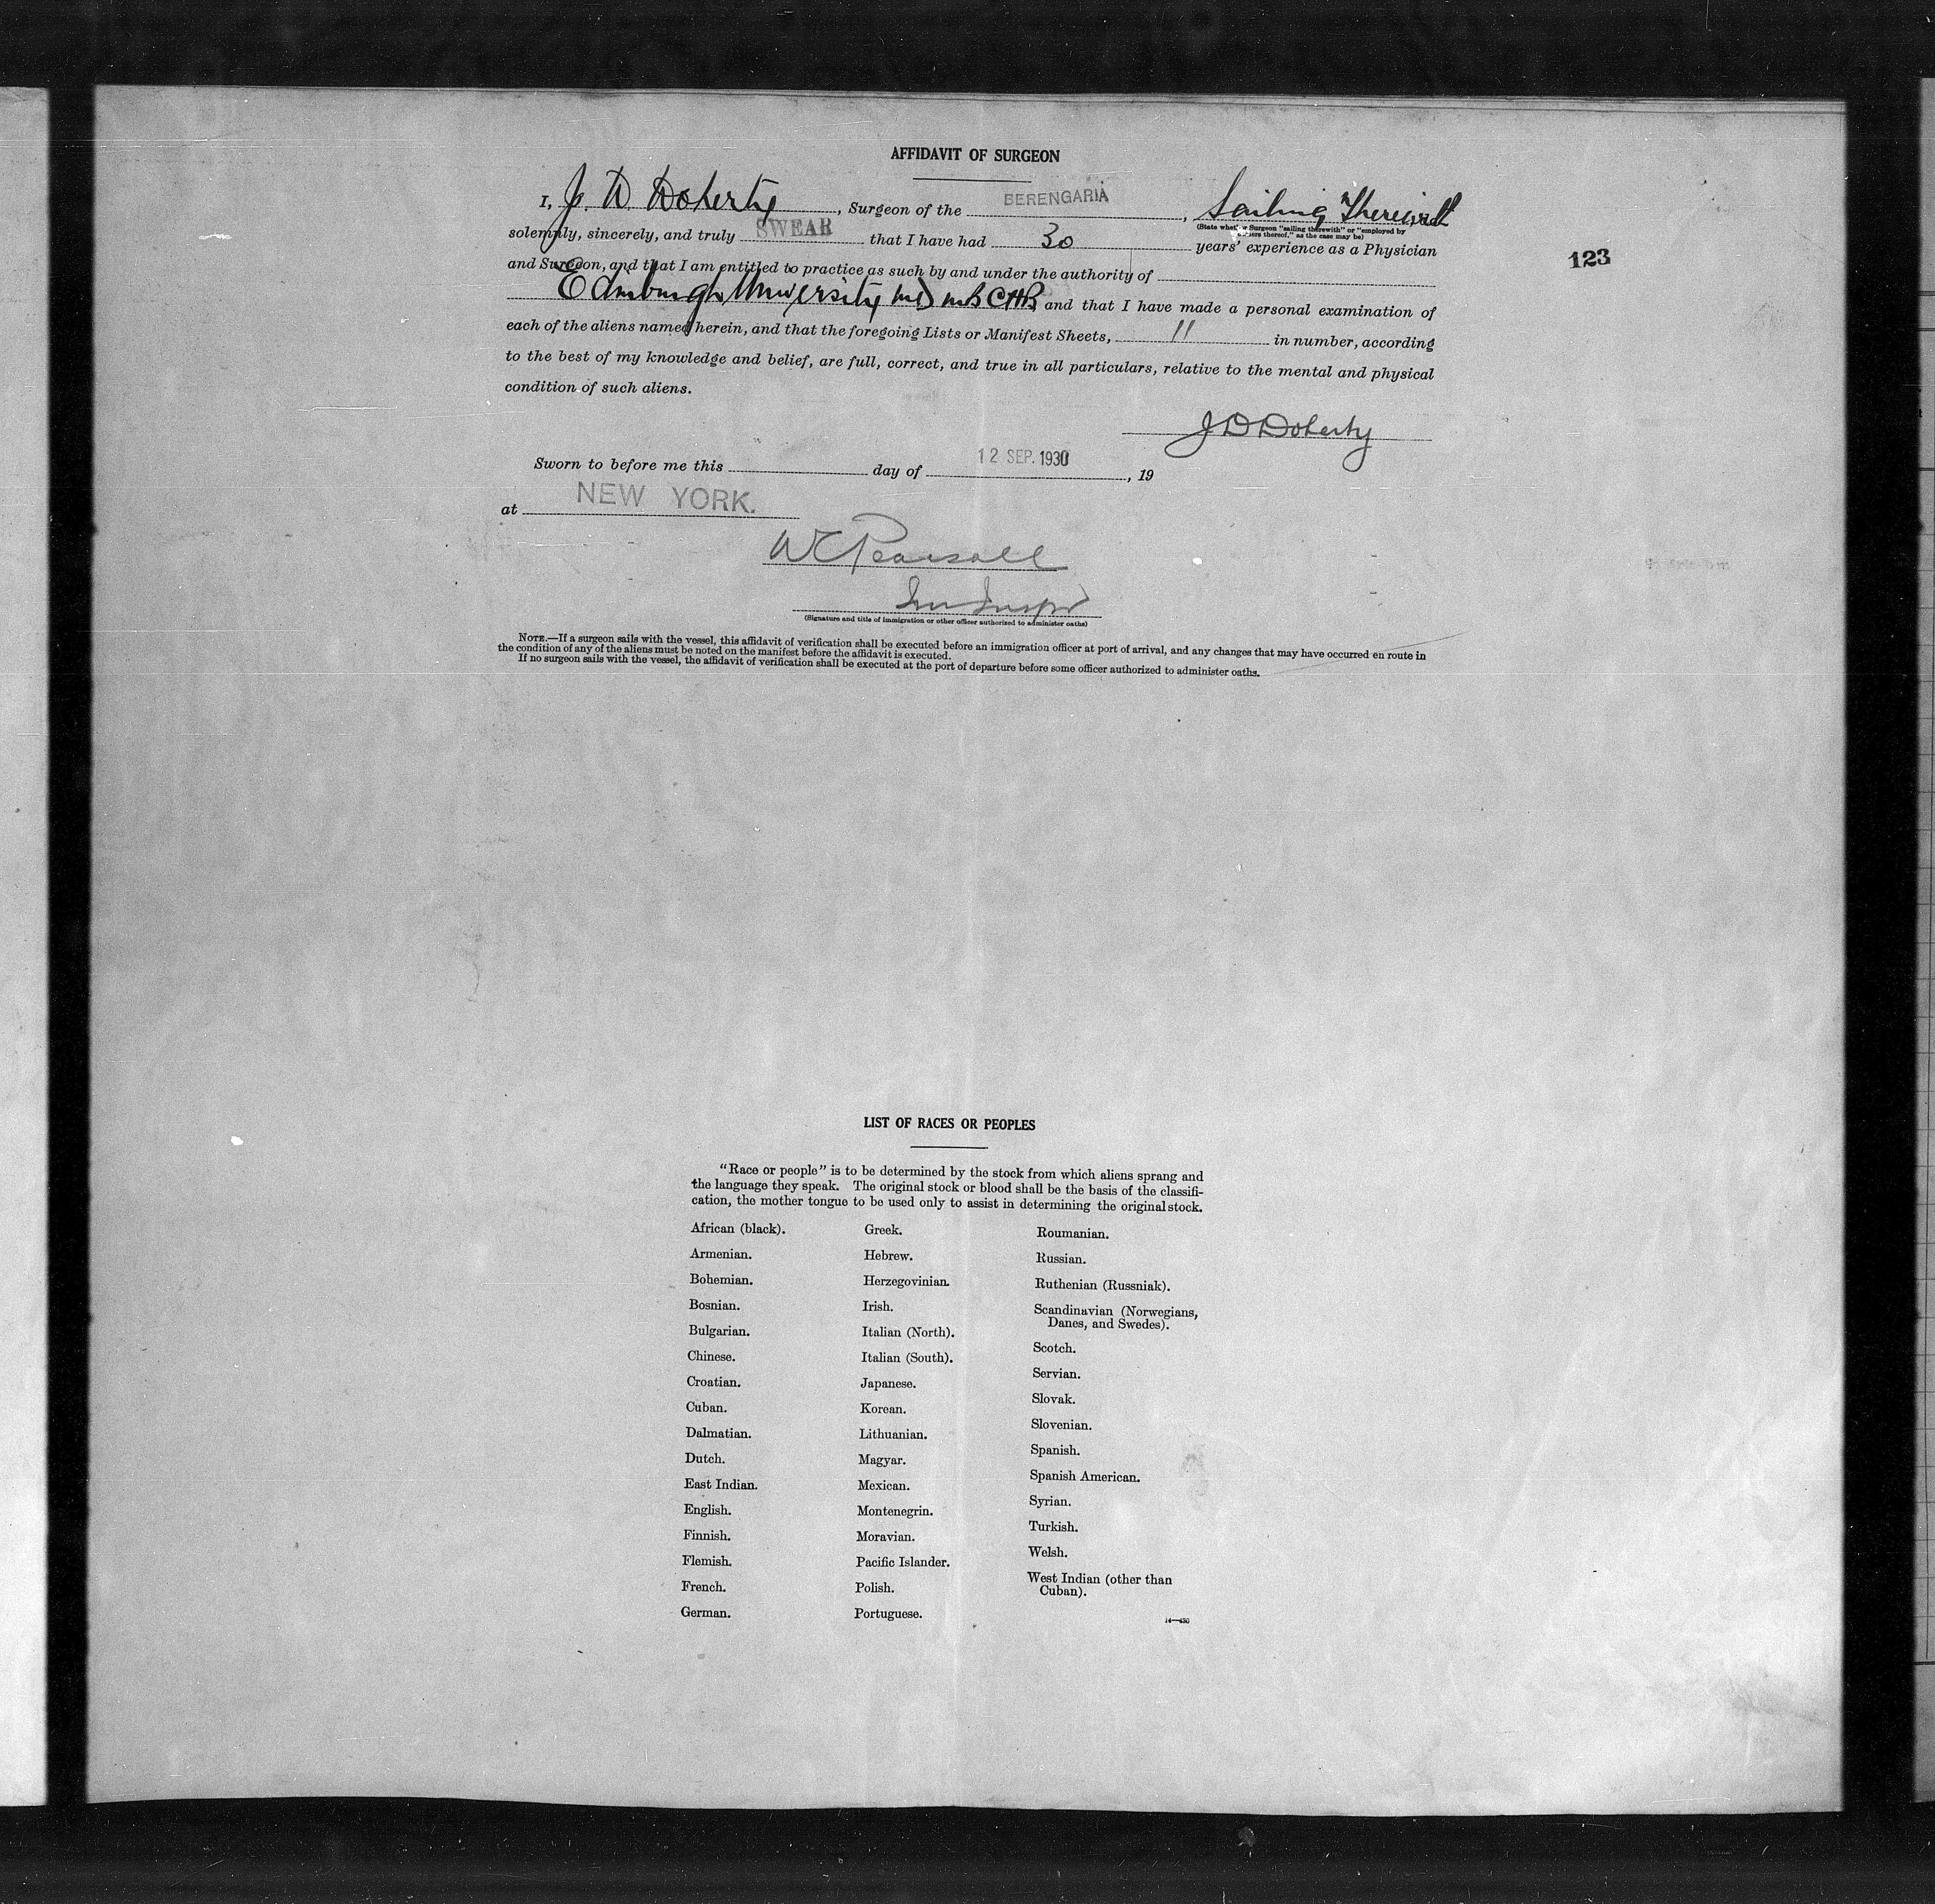 AFFIDAVIT OF SURGEON
I, J. D. Doherty, Surgeon of the BERENGARIA, Sailing Therewith
(State whether Surgeon "sailing therewith" or "employed by
owners thereof," as the case may be)
solemnly, sincerely, and truly SWEAR that I have had 30 years' experience as a Physician
123
and Surgeon, and that I am entitled to practice as such by and under the authority of
Edinburgh University MD MB CHB, and that I have made a personal examination of
each of the aliens named herein, and that the foregoing Lists or Manifest Sheets, 11 in number, according
to the best of my knowledge and belief, are full, correct, and true in all particulars, relative to the mental and physical
condition of such aliens.
J D Doherty
Sworn to before me this day of 12 SEP. 1930, 19
at NEW YORK.
W E Pearsall
Im Inspr
(Signature and title of immigration or other officer authorized to administer oaths)
NOTE.—If a surgeon sails with the vessel, this affidavit of verification shall be executed before an immigration officer at port of arrival, and any changes that may have occurred en route in
the condition of any of the aliens must be noted on the manifest before the affidavit is executed.
If no surgeon sails with the vessel, the affidavit of verification shall be executed at the port of departure before some officer authorized to administer oaths.
LIST OF RACES OR PEOPLES
"Race or people" is to be determined by the stock from which aliens sprang and
the language they speak. The original stock or blood shall be the basis of the classifi-
cation, the mother tongue to be used only to assist in determining the original stock.
African (black).
Armenian.
Bohemian.
Bosnian.
Bulgarian.
Chinese.
Croatian.
Cuban.
Dalmatian.
Dutch.
East Indian.
English.
Finnish.
Flemish.
French.
German.
Greek.
Hebrew.
Herzegovinian.
Irish.
Italian (North).
Italian (South).
Japanese.
Korean.
Lithuanian.
Magyar.
Mexican.
Montenegrin.
Moravian.
Pacific Islander.
Polish.
Portuguese.
Roumanian.
Russian.
Ruthenian (Russniak).
Scandinavian (Norwegians,
Danes, and Swedes).
Scotch.
Servian.
Slovak.
Slovenian.
Spanish.
Spanish American.
Syrian.
Turkish.
Welsh.
West Indian (other than
Cuban).
14—430